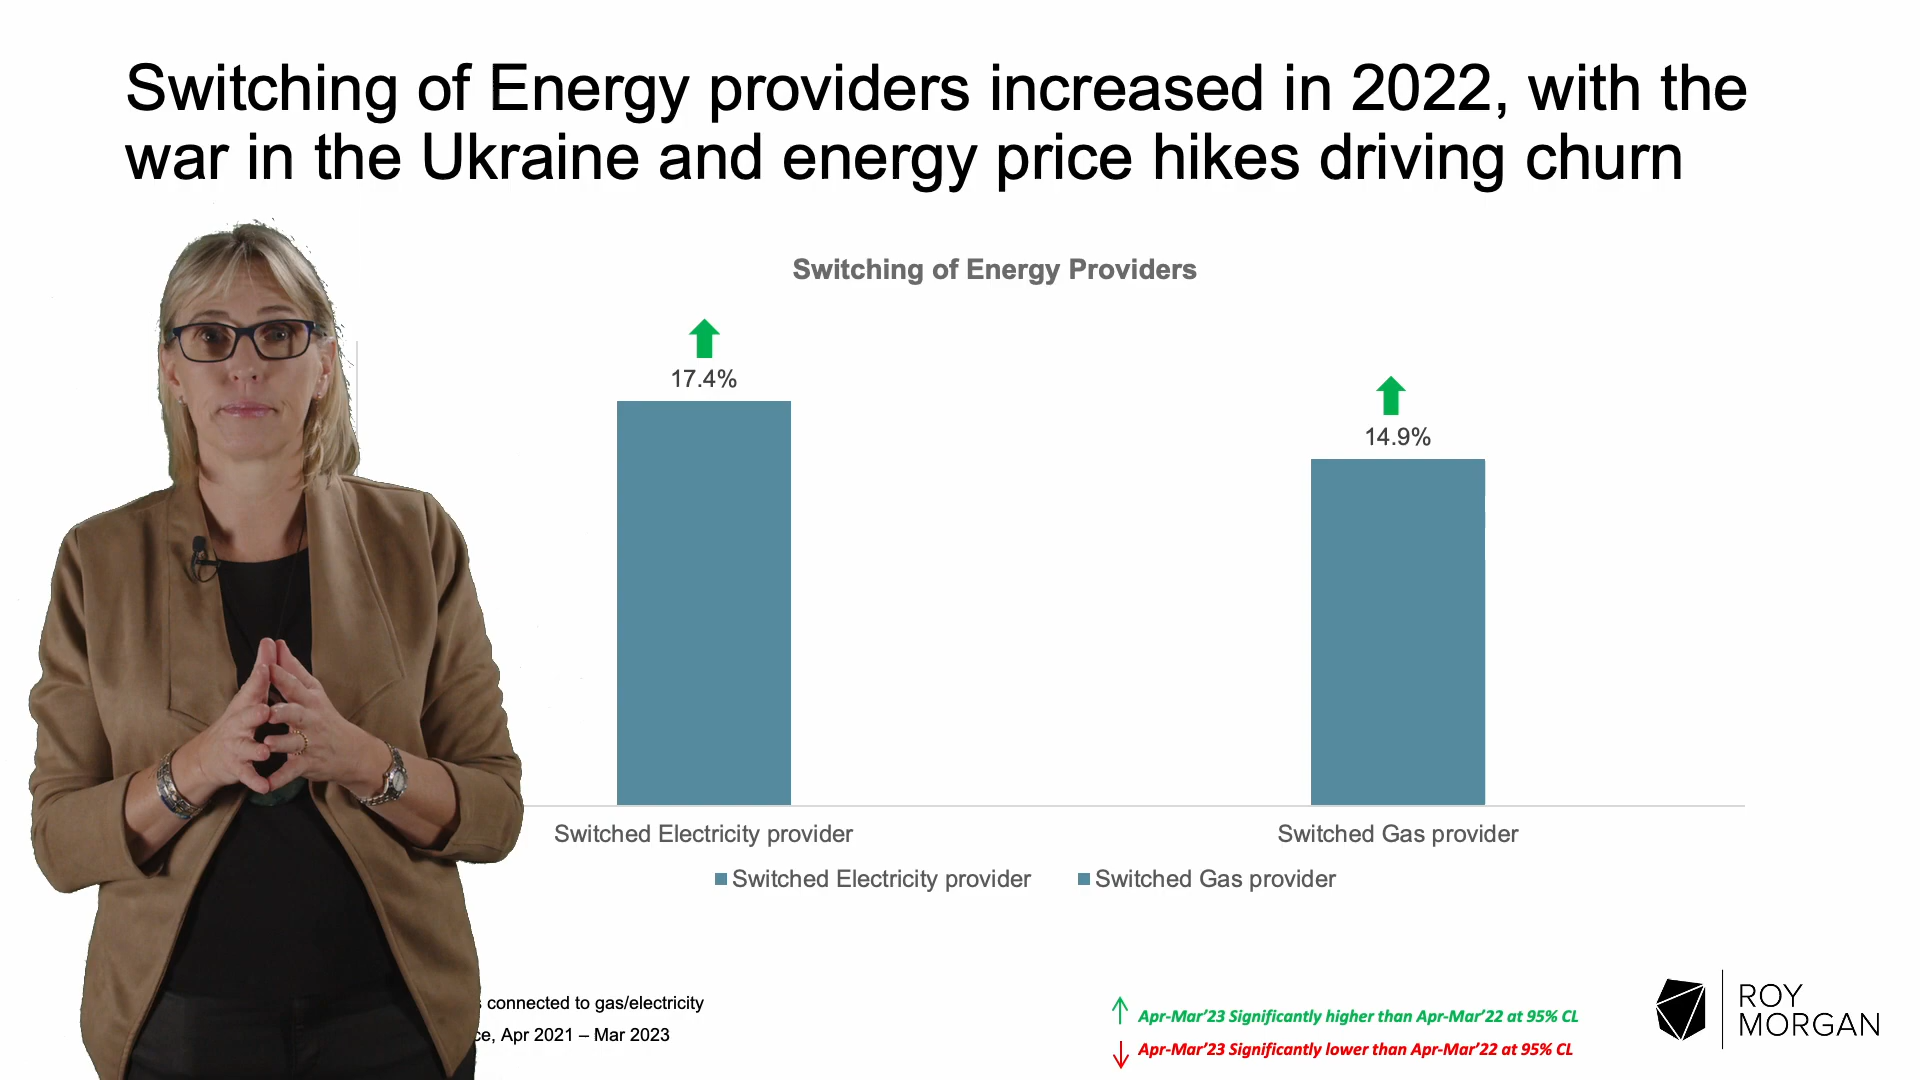 Switching of Energy providers increased in 2022, with the
war in the Ukraine and energy price hikes driving churn
Switching of Energy Providers
17.4%
14.9%
Switched Electricity provider
Switched Gas provider
Switched Electricity provider
Switched Gas provider
connected to gas/electricity
Apr 2021 – Mar 2023
Apr-Mar’23 Significantly higher than Apr-Mar’22 at 95% CL
Apr-Mar’23 Significantly lower than Apr-Mar’22 at 95% CL
ROY
MORGAN